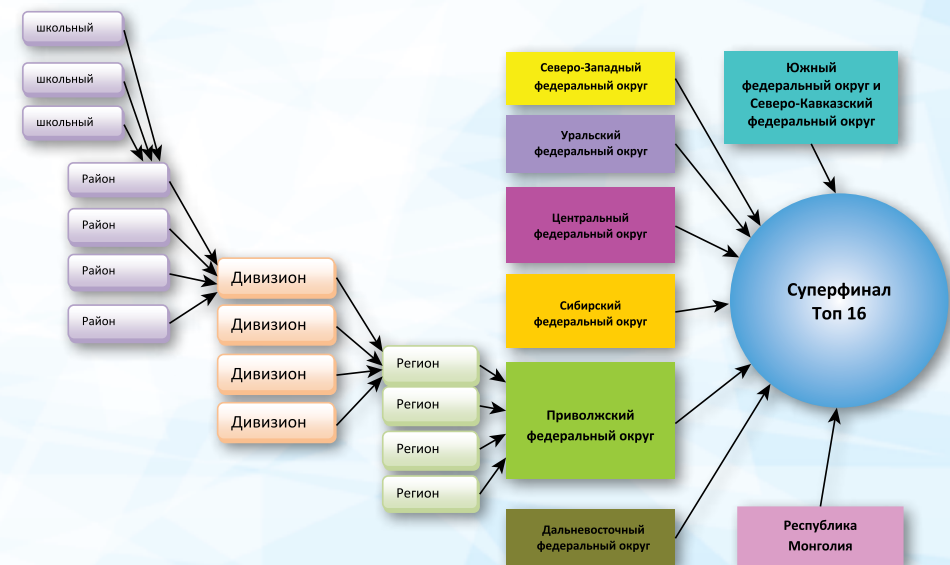 школьный
школьный
школьный
Район
Район
Район
Район
Дивизион
Дивизион
Дивизион
Дивизион
Регион
Регион
Регион
Регион
Северо-Западный
федеральный округ
Уральский
федеральный округ
Центральный
федеральный округ
Сибирский
федеральный округ
Приволжский
федеральный округ
Дальневосточный
федеральный округ
Южный
федеральный округ и
Северо-Кавказский
федеральный округ
Суперфинал
Топ 16
Республика
Монголия